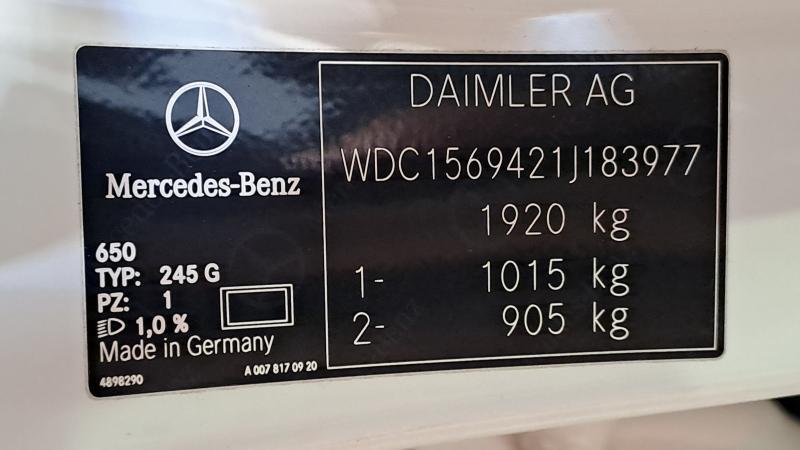 Mercedes-Benz
650
TYP: 245 G
PZ: 1
1,0 %
Made in Germany
4898290
A 007 817 09 20
DAIMLER AG
WDC1569421J183977
1920 kg
1- 1015 kg
2- 905 kg